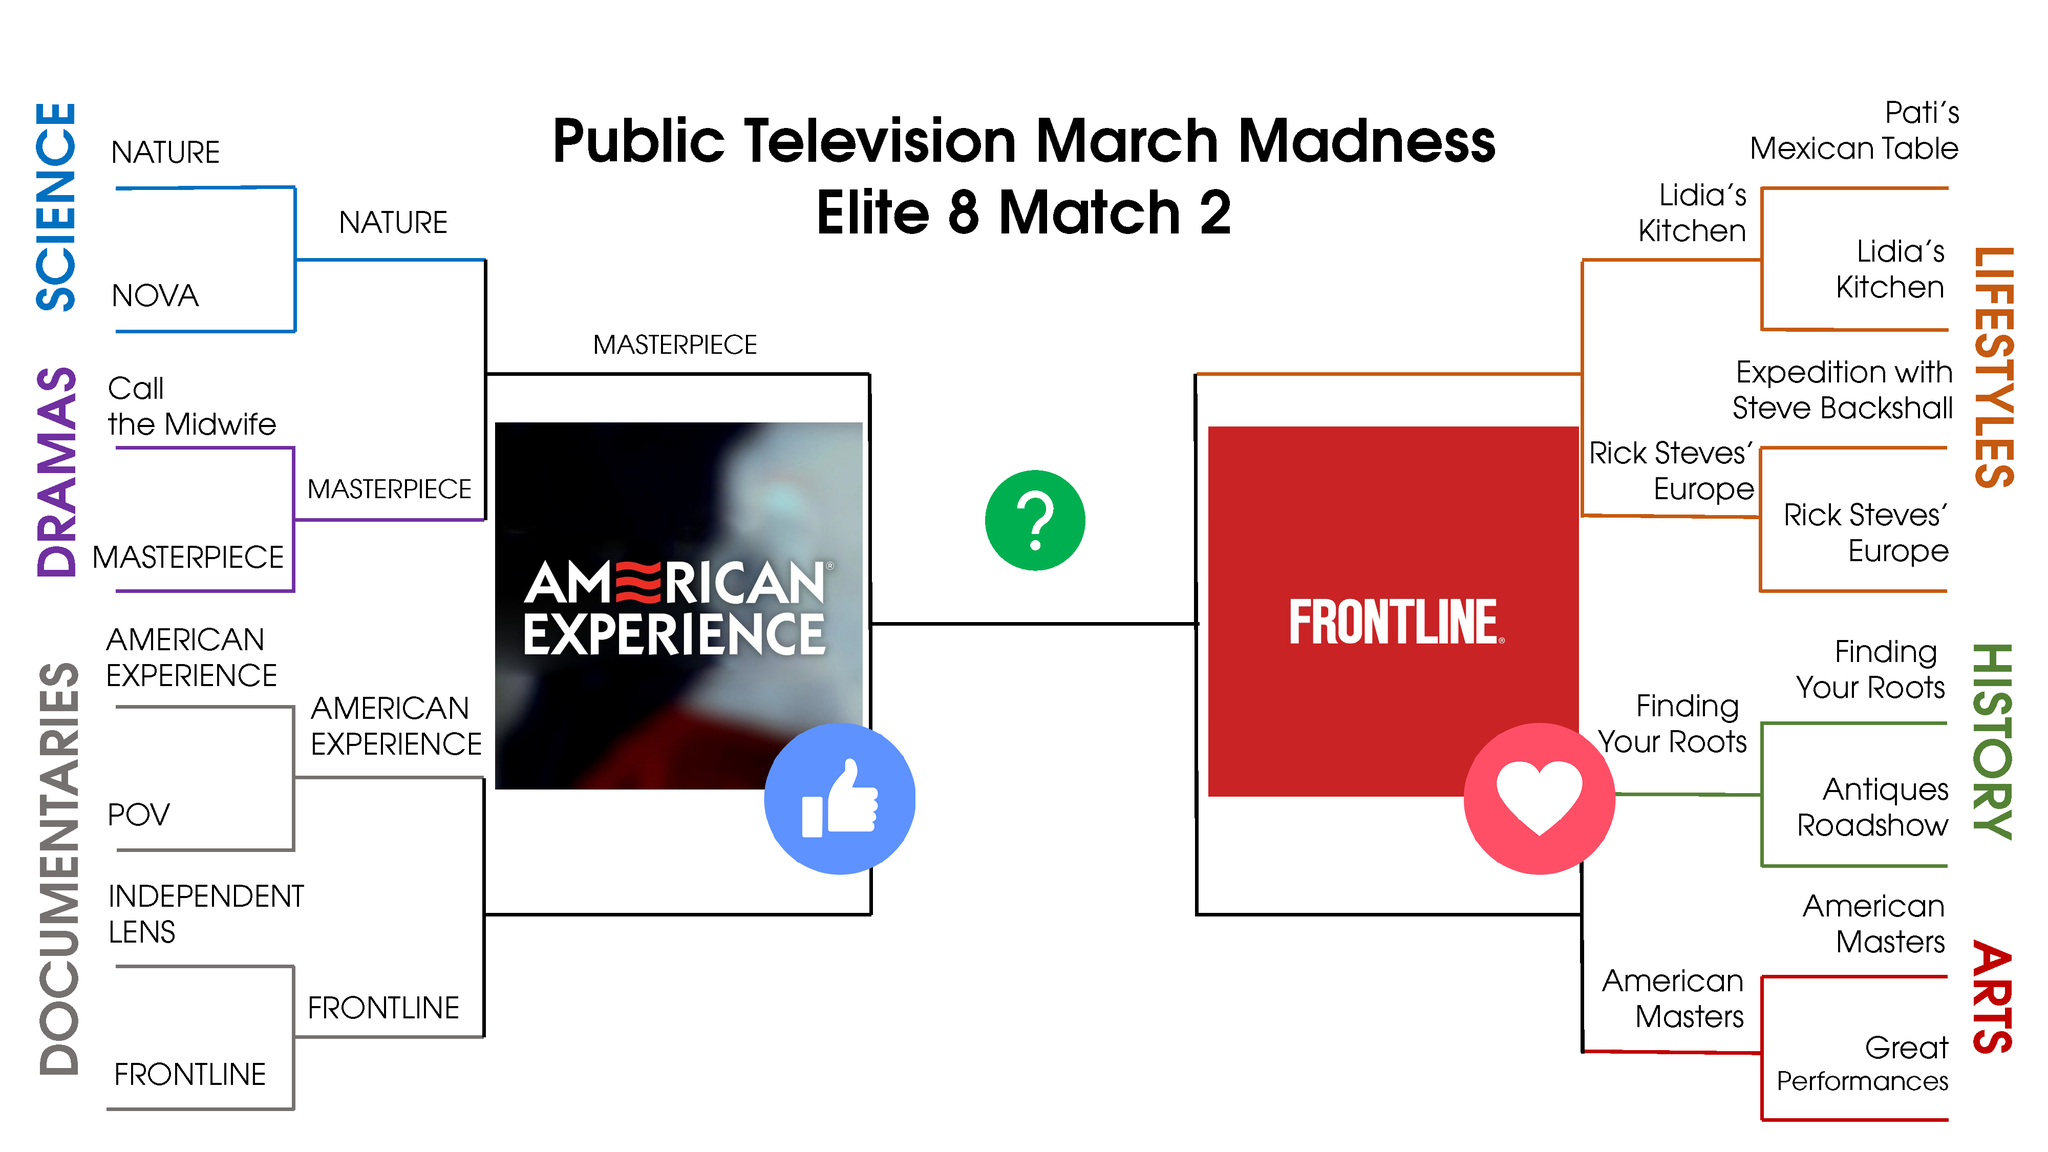 Public Television March Madness
Elite 8 Match 2
SCIENCE
NATURE
NOVA
NATURE
DRAMAS
Call
the Midwife
MASTERPIECE
MASTERPIECE
MASTERPIECE
DOCUMENTARIES
AMERICAN
EXPERIENCE
POV
AMERICAN
EXPERIENCE
INDEPENDENT
LENS
FRONTLINE
FRONTLINE
AMERICAN®
EXPERIENCE
?
FRONTLINE®
Pati's
Mexican Table
Lidia's
Kitchen
Lidia's
Kitchen
LIFESTYLES
Expedition with
Steve Backshall
Rick Steves'
Europe
Rick Steves'
Europe
HISTORY
Finding
Your Roots
Finding
Your Roots
Antiques
Roadshow
ARTS
American
Masters
American
Masters
Great
Performances